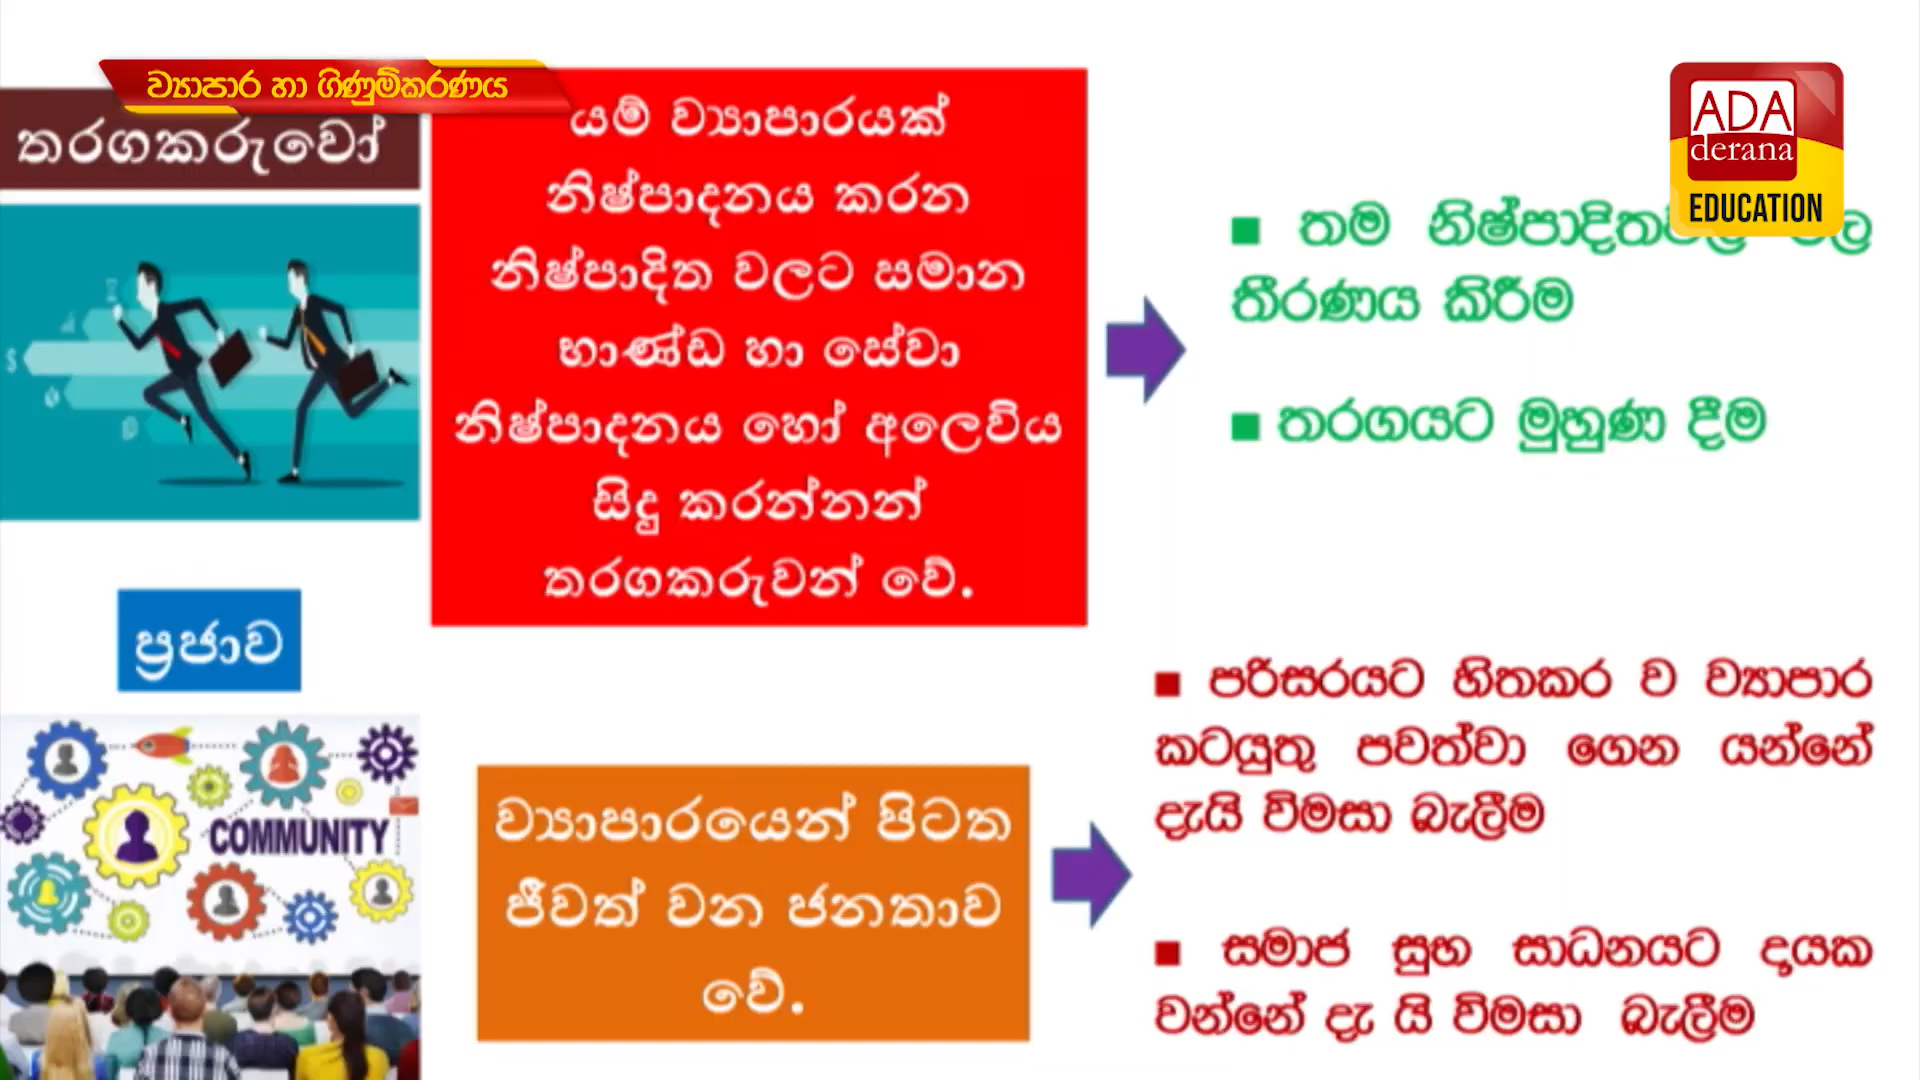 ව්‍යාපාර හා ගිණුම්කරණය
තරගකරුවෝ
යම් ව්‍යාපාරයක්
නිෂ්පාදනය කරන
නිෂ්පාදිත වලට සමාන
භාණ්ඩ හා සේවා
නිෂ්පාදනය හෝ අලෙවිය
සිදු කරන්නන්
තරගකරුවන් වේ.
ADA
derana
EDUCATION
■ තම
තීරණය කිරීම
■ තරගයට මුහුණ දීම
ප්‍රජාව
COMMUNITY
ව්‍යාපාරයෙන් පිටත
ජීවත් වන ජනතාව
වේ.
■ පරිසරයට හිතකර ව ව්‍යාපාර
කටයුතු පවත්වා ගෙන යන්නේ
දැයි විමසා බැලීම
■ සමාජ සුභ සාධනයට දායක
වන්නේ දැ යි විමසා බැලීම